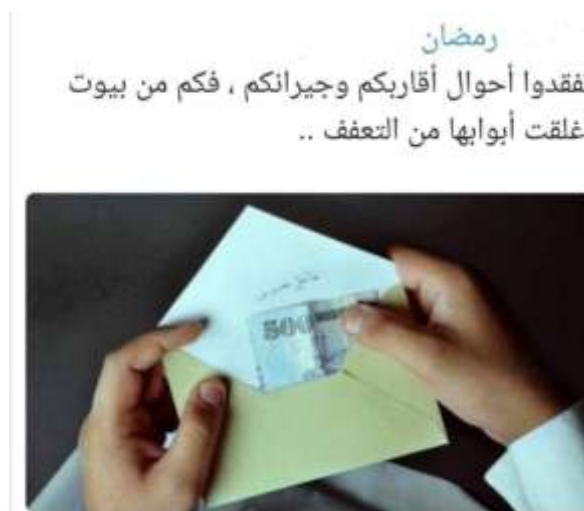 رمضان
فقدوا أحوال أقاربكم وجيرانكم ، فكم من بيوت
غلقت أبوابها من التعفف ..
500